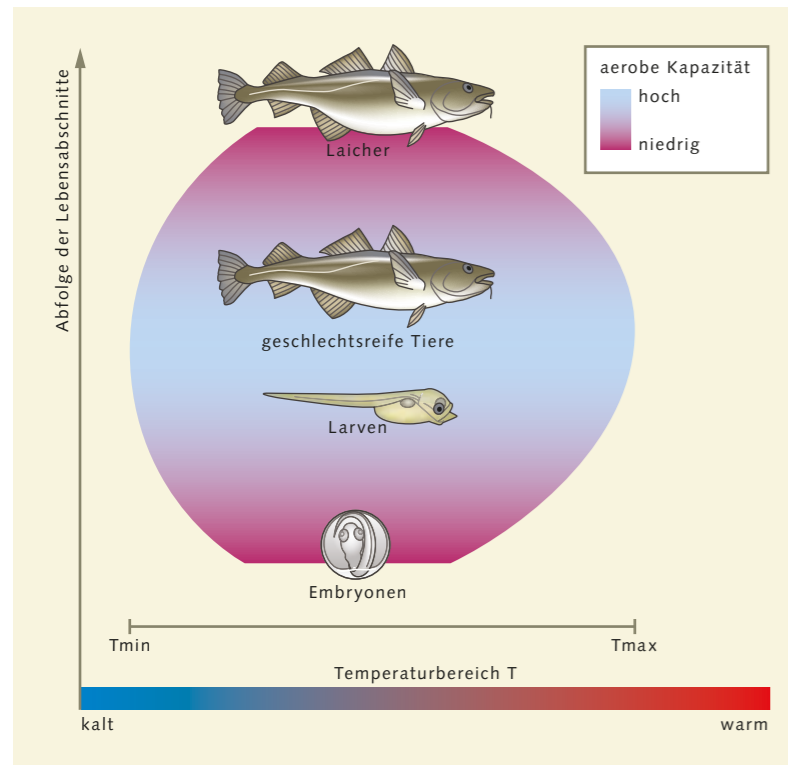 aerobe Kapazität
hoch
niedrig
Abfolge der Lebensabschnitte
Laicher
geschlechtsreife Tiere
Larven
Embryonen
Tmin
Tmax
Temperaturbereich T
kalt
warm